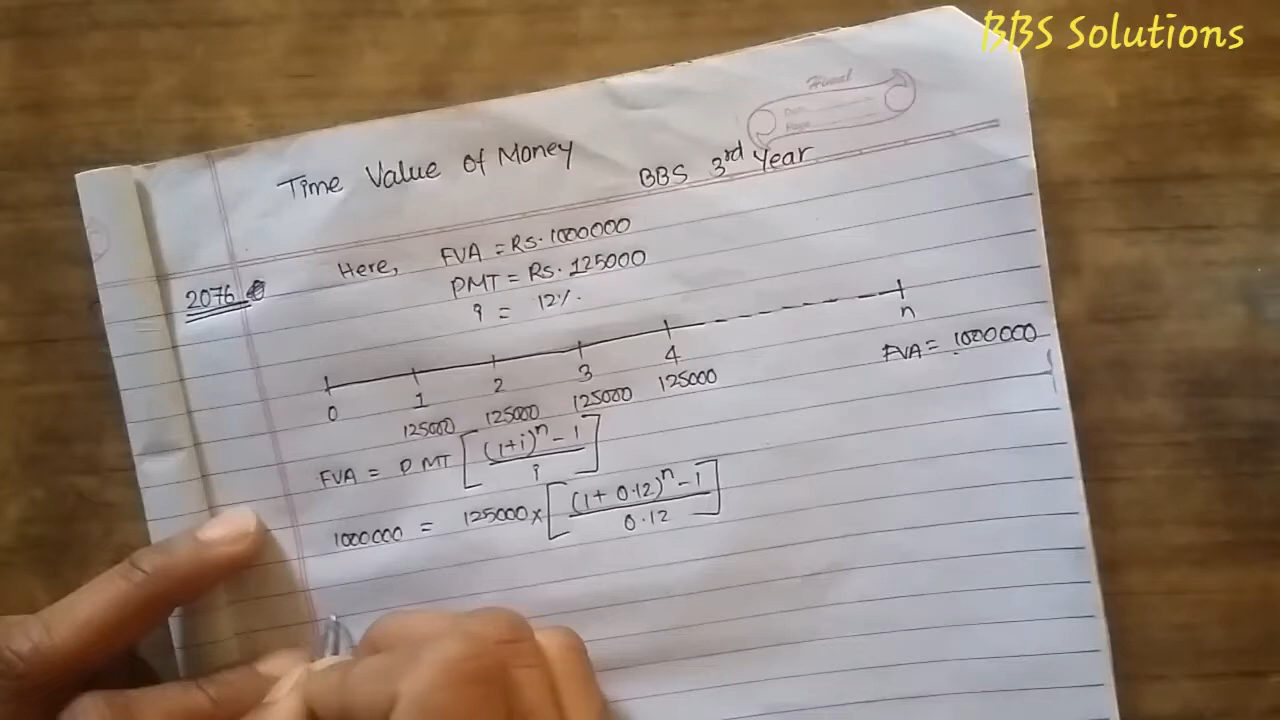 BBS Solutions
Final
Time Value of Money
BBS 3rd Year
2076
Here, FVA = Rs. 1000000
PMT = Rs. 125000
i = 12%.
0 1 2 3 4 n
125000 125000 125000 125000 FVA = 1000000
FVA = PMT [ (1+i)^n - 1 / i ]
1000000 = 125000 x [ (1 + 0.12)^n - 1 / 0.12 ]